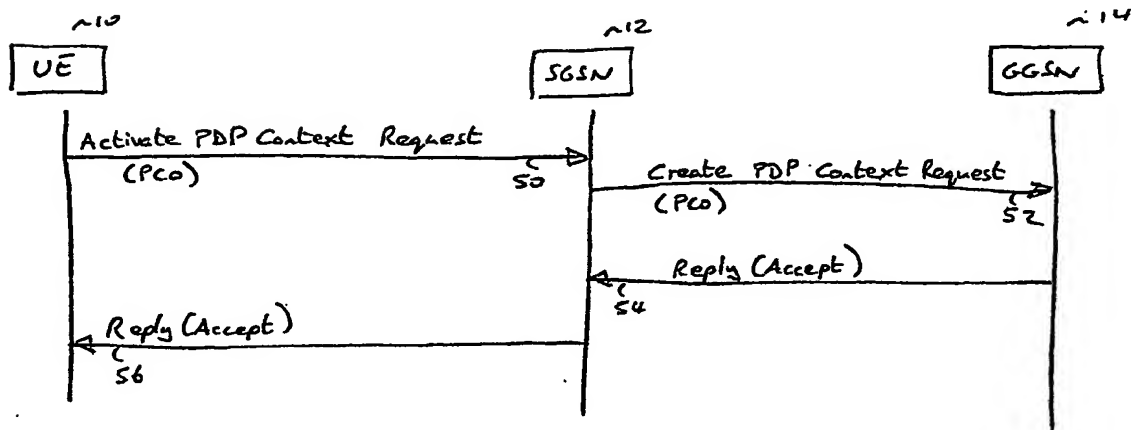 ~10
~12
~14
UE
SGSN
GGSN
Activate PDP Context Request
(PCO)
50
Create PDP Context Request
(PCO)
52
Reply (Accept)
54
Reply (Accept)
56